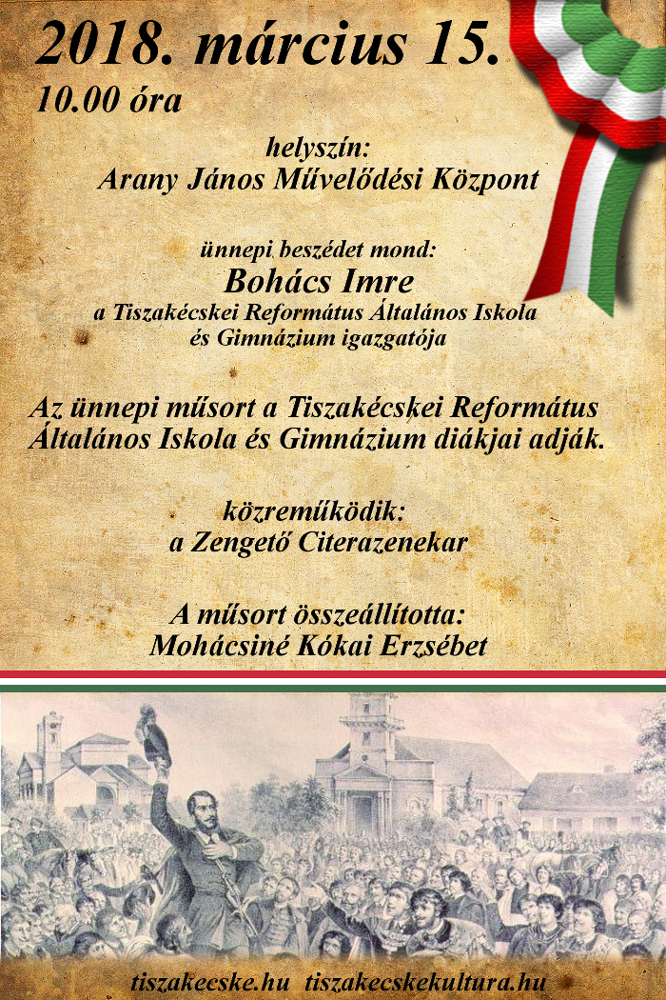 2018. március 15.
10.00 óra
helyszín:
Arany János Művelődési Központ
ünnepi beszédet mond:
Bohács Imre
a Tiszakécskei Református Általános Iskola
és Gimnázium igazgatója
Az ünnepi műsort a Tiszakécskei Református
Általános Iskola és Gimnázium diákjai adják.
közreműködik:
a Zengető Citerazenekar
A műsort összeállította:
Mohácsiné Kókai Erzsébet
tiszakecske.hu tiszakecskekultura.hu